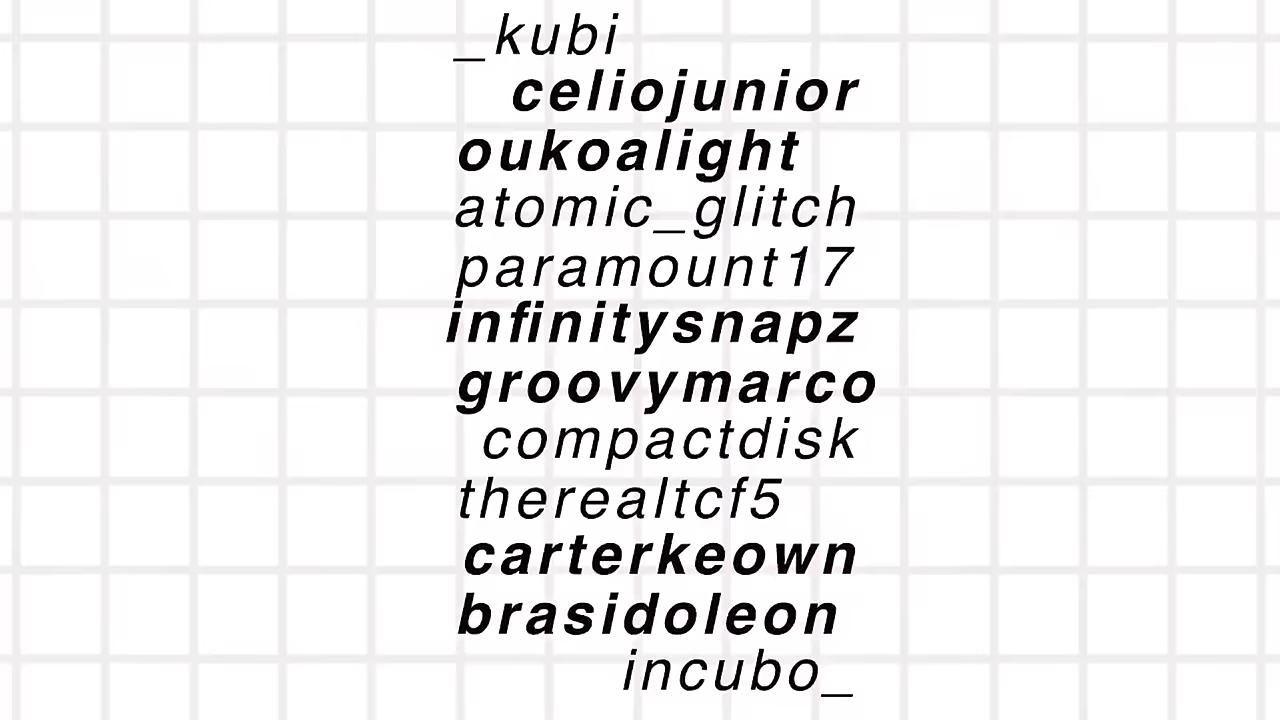 _kubi
celiojunior
oukoalight
atomic_glitch
paramount17
infinitysnapz
groovymarco
compactdisk
therealtcf5
carterkeown
brasidoleon
incubo_